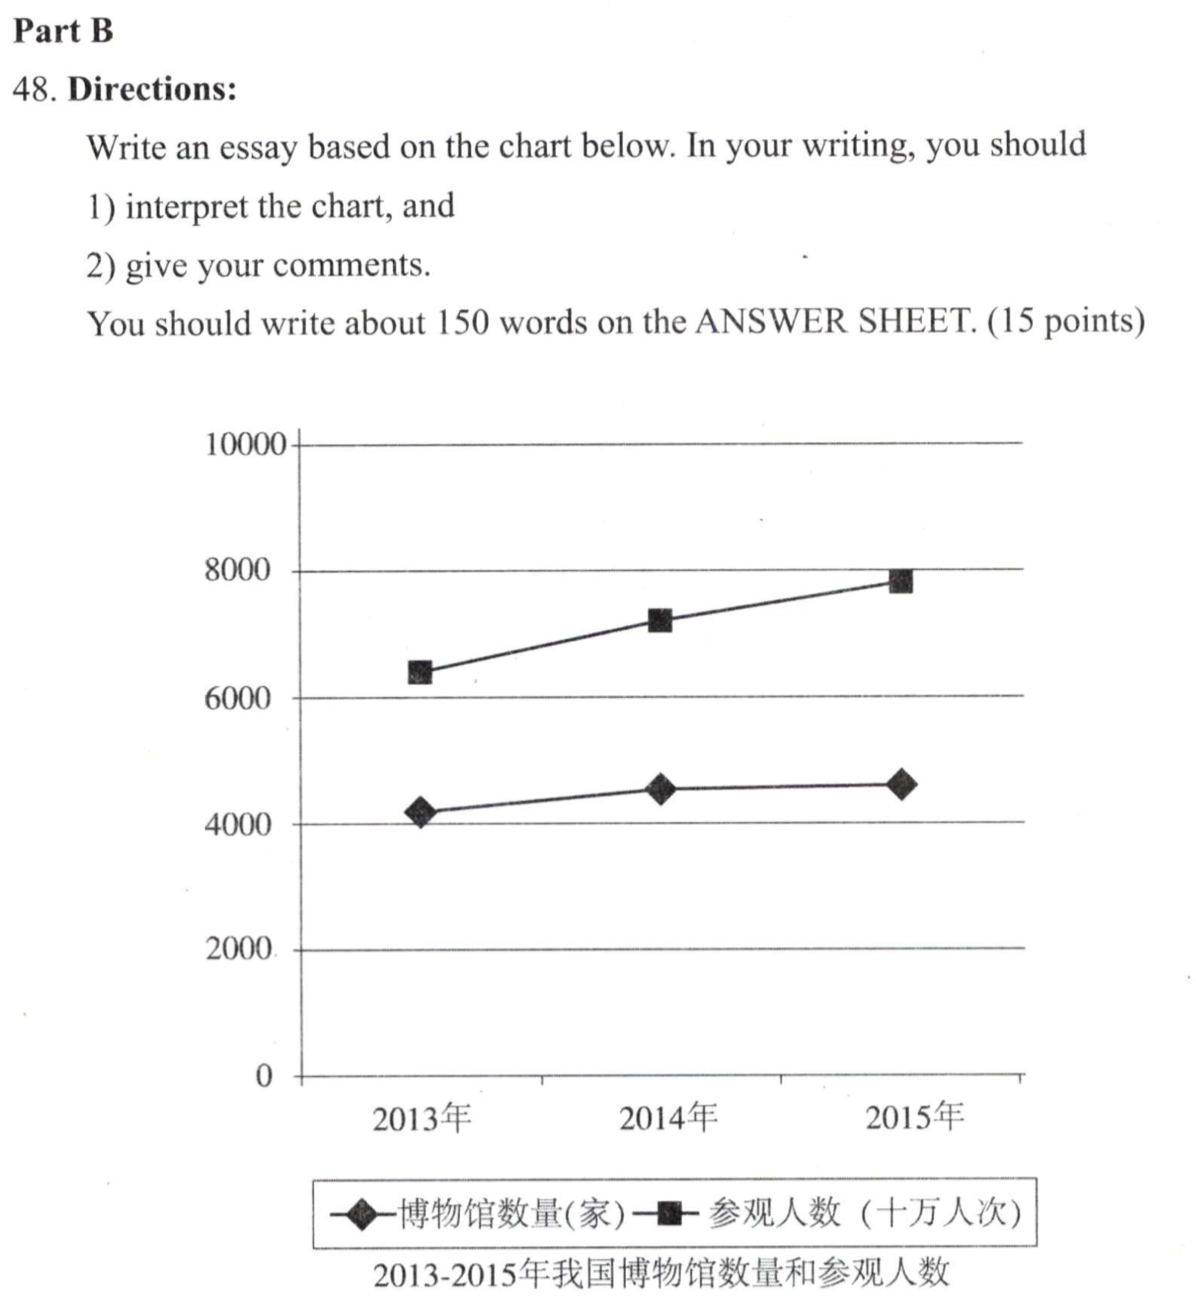 Part B
48. Directions:
Write an essay based on the chart below. In your writing, you should
1) interpret the chart, and
2) give your comments.
You should write about 150 words on the ANSWER SHEET. (15 points)
10000
8000
6000
4000
2000
0
2013年 2014年 2015年
博物馆数量(家) 参观人数 (十万人次)
2013-2015年我国博物馆数量和参观人数